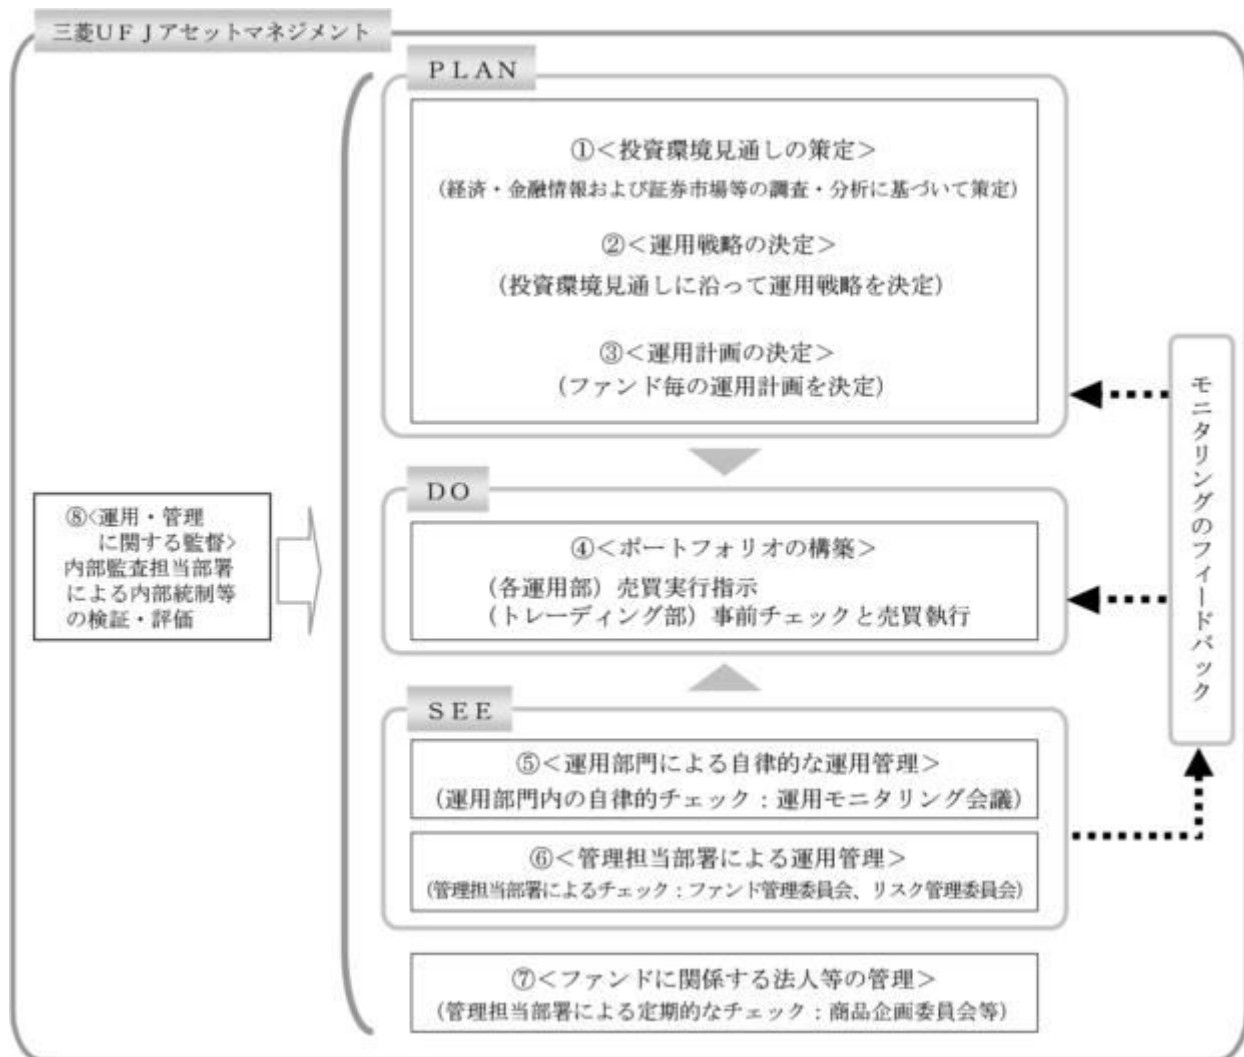 三菱ＵＦＪアセットマネジメント
ＰＬＡＮ
①＜投資環境見通しの策定＞
（経済・金融情報および証券市場等の調査・分析に基づいて策定）
②＜運用戦略の決定＞
（投資環境見通しに沿って運用戦略を決定）
③＜運用計画の決定＞
（ファンド毎の運用計画を決定）
ＤＯ
④＜ポートフォリオの構築＞
（各運用部）売買実行指示
（トレーディング部）事前チェックと売買執行
ＳＥＥ
⑤＜運用部門による自律的な運用管理＞
（運用部門内の自律的チェック：運用モニタリング会議）
⑥＜管理担当部署による運用管理＞
（管理担当部署によるチェック：ファンド管理委員会、リスク管理委員会）
⑦＜ファンドに関係する法人等の管理＞
（管理担当部署による定期的なチェック：商品企画委員会等）
⑧＜運用・管理
に関する監督＞
内部監査担当部署
による内部統制等
の検証・評価
モニタリングのフィードバック